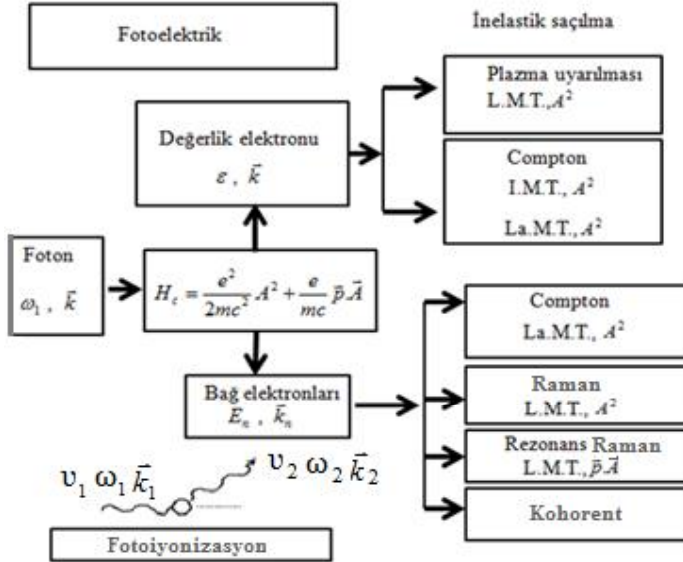 Fotoelektrik
İnelastik saçılma
Plazma uyarılması
L.M.T., A²
Değerlik elektronu
ε , k⃗
Compton
I.M.T., A²
La.M.T., A²
Foton
ω₁ , k⃗
H_c = e²/2mc² A² + e/mc p⃗.A⃗
Compton
La.M.T., A²
Bağ elektronları
E_n , k⃗_n
Raman
L.M.T., A²
Rezonans Raman
L.M.T., p⃗.A⃗
Kohorent
υ₁ ω₁ k⃗₁
υ₂ ω₂ k⃗₂
Fotoiyonizasyon